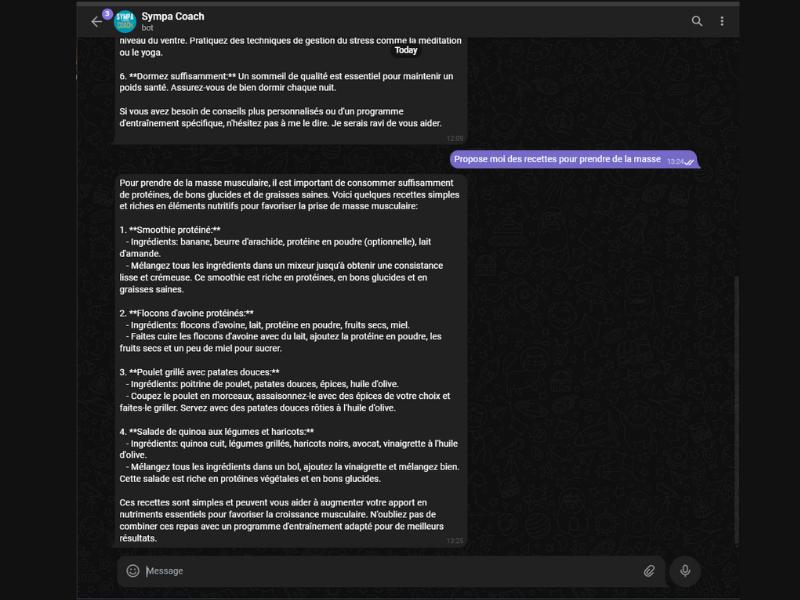 3
SYMPA
COACH
Sympa Coach
bot
niveau du ventre. Pratiquez des techniques de gestion du stress comme la méditation
ou le yoga.
Today
6. **Dormez suffisamment:** Un sommeil de qualité est essentiel pour maintenir un
poids santé. Assurez-vous de bien dormir chaque nuit.
Si vous avez besoin de conseils plus personnalisés ou d'un programme
d'entraînement spécifique, n'hésitez pas à me le dire. Je serais ravi de vous aider.
12:09
Propose moi des recettes pour prendre de la masse 13:24
Pour prendre de la masse musculaire, il est important de consommer suffisamment
de protéines, de bons glucides et de graisses saines. Voici quelques recettes simples
et riches en éléments nutritifs pour favoriser la prise de masse musculaire:
1. **Smoothie protéiné:**
- Ingrédients: banane, beurre d'arachide, protéine en poudre (optionnelle), lait
d'amande.
- Mélangez tous les ingrédients dans un mixeur jusqu'à obtenir une consistance
lisse et crémeuse. Ce smoothie est riche en protéines, en bons glucides et en
graisses saines.
2. **Flocons d'avoine protéinés:**
- Ingrédients: flocons d'avoine, lait, protéine en poudre, fruits secs, miel.
- Faites cuire les flocons d'avoine avec du lait, ajoutez la protéine en poudre, les
fruits secs et un peu de miel pour sucrer.
3. **Poulet grillé avec patates douces:**
- Ingrédients: poitrine de poulet, patates douces, épices, huile d'olive.
- Coupez le poulet en morceaux, assaisonnez-le avec des épices de votre choix et
faites-le griller. Servez avec des patates douces rôties à l'huile d'olive.
4. **Salade de quinoa aux légumes et haricots:**
- Ingrédients: quinoa cuit, légumes grillés, haricots noirs, avocat, vinaigrette à l'huile
d'olive.
- Mélangez tous les ingrédients dans un bol, ajoutez la vinaigrette et mélangez bien.
Cette salade est riche en protéines végétales et en bons glucides.
Ces recettes sont simples et peuvent vous aider à augmenter votre apport en
nutriments essentiels pour favoriser la croissance musculaire. N'oubliez pas de
combiner ces repas avec un programme d'entraînement adapté pour de meilleurs
résultats.
13:25
Message